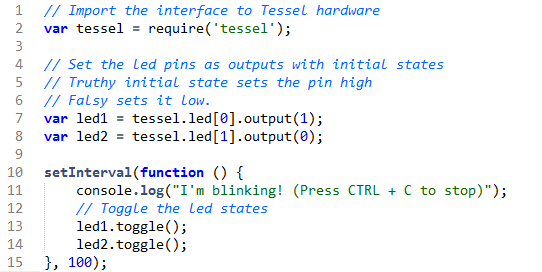 1 // Import the interface to Tessel hardware
2 var tessel = require('tessel');
3
4 // Set the led pins as outputs with initial states
5 // Truthy initial state sets the pin high
6 // Falsy sets it low.
7 var led1 = tessel.led[0].output(1);
8 var led2 = tessel.led[1].output(0);
9
10 setInterval(function () {
11     console.log("I'm blinking! (Press CTRL + C to stop)");
12     // Toggle the led states
13     led1.toggle();
14     led2.toggle();
15 }, 100);